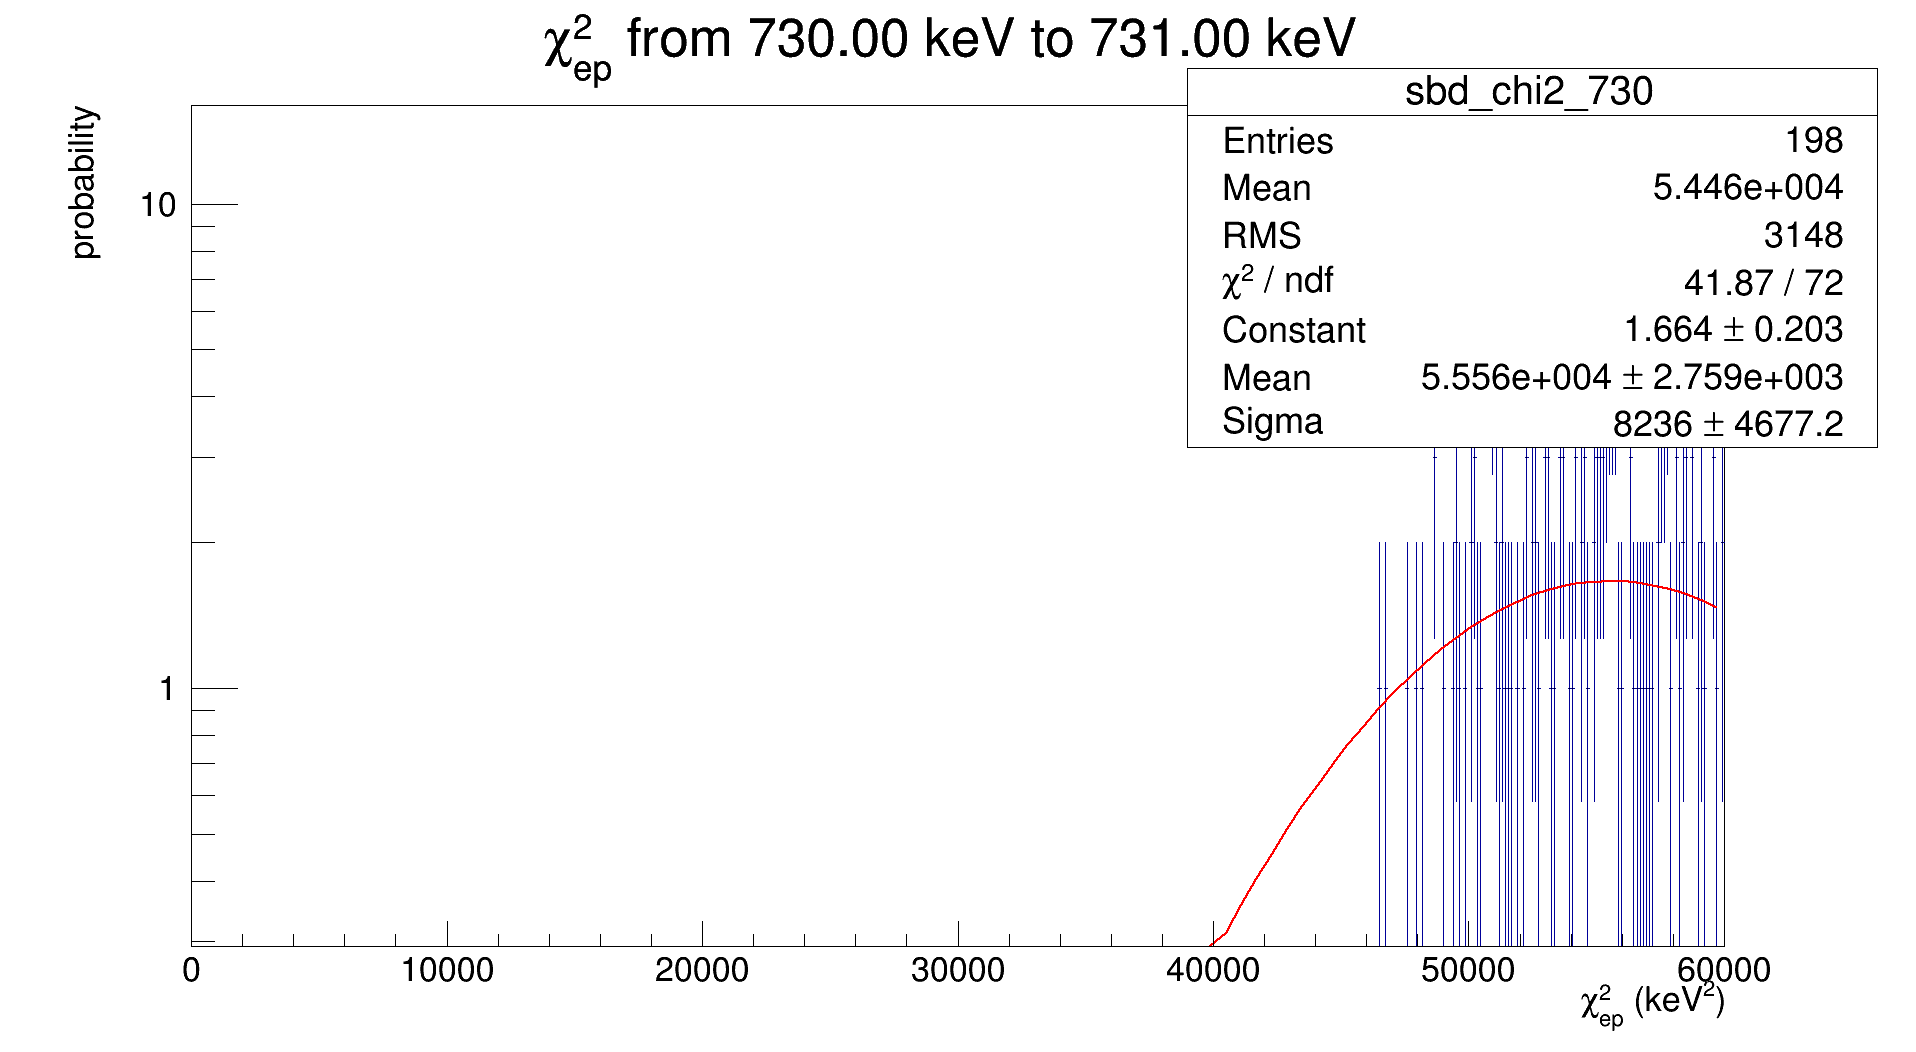 χ²ep from 730.00 keV to 731.00 keV
probability
sbd_chi2_730
Entries 198
Mean 5.446e+004
RMS 3148
χ² / ndf 41.87 / 72
Constant 1.664 ± 0.203
Mean 5.556e+004 ± 2.759e+003
Sigma 8236 ± 4677.2
10
1
0 10000 20000 30000 40000 50000 60000
χ²ep (keV²)